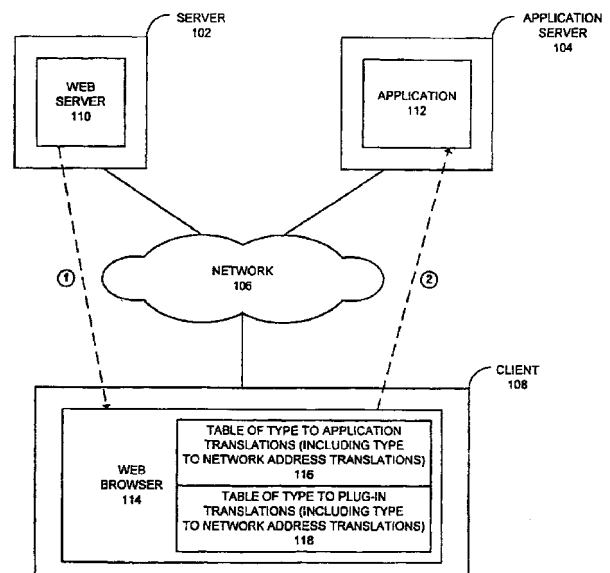 SERVER
102
APPLICATION
SERVER
104
WEB
SERVER
110
APPLICATION
112
1
2
NETWORK
106
CLIENT
108
WEB
BROWSER
114
TABLE OF TYPE TO APPLICATION
TRANSLATIONS (INCLUDING TYPE
TO NETWORK ADDRESS TRANSLATIONS)
116
TABLE OF TYPE TO PLUG-IN
TRANSLATIONS (INCLUDING TYPE
TO NETWORK ADDRESS TRANSLATIONS)
118